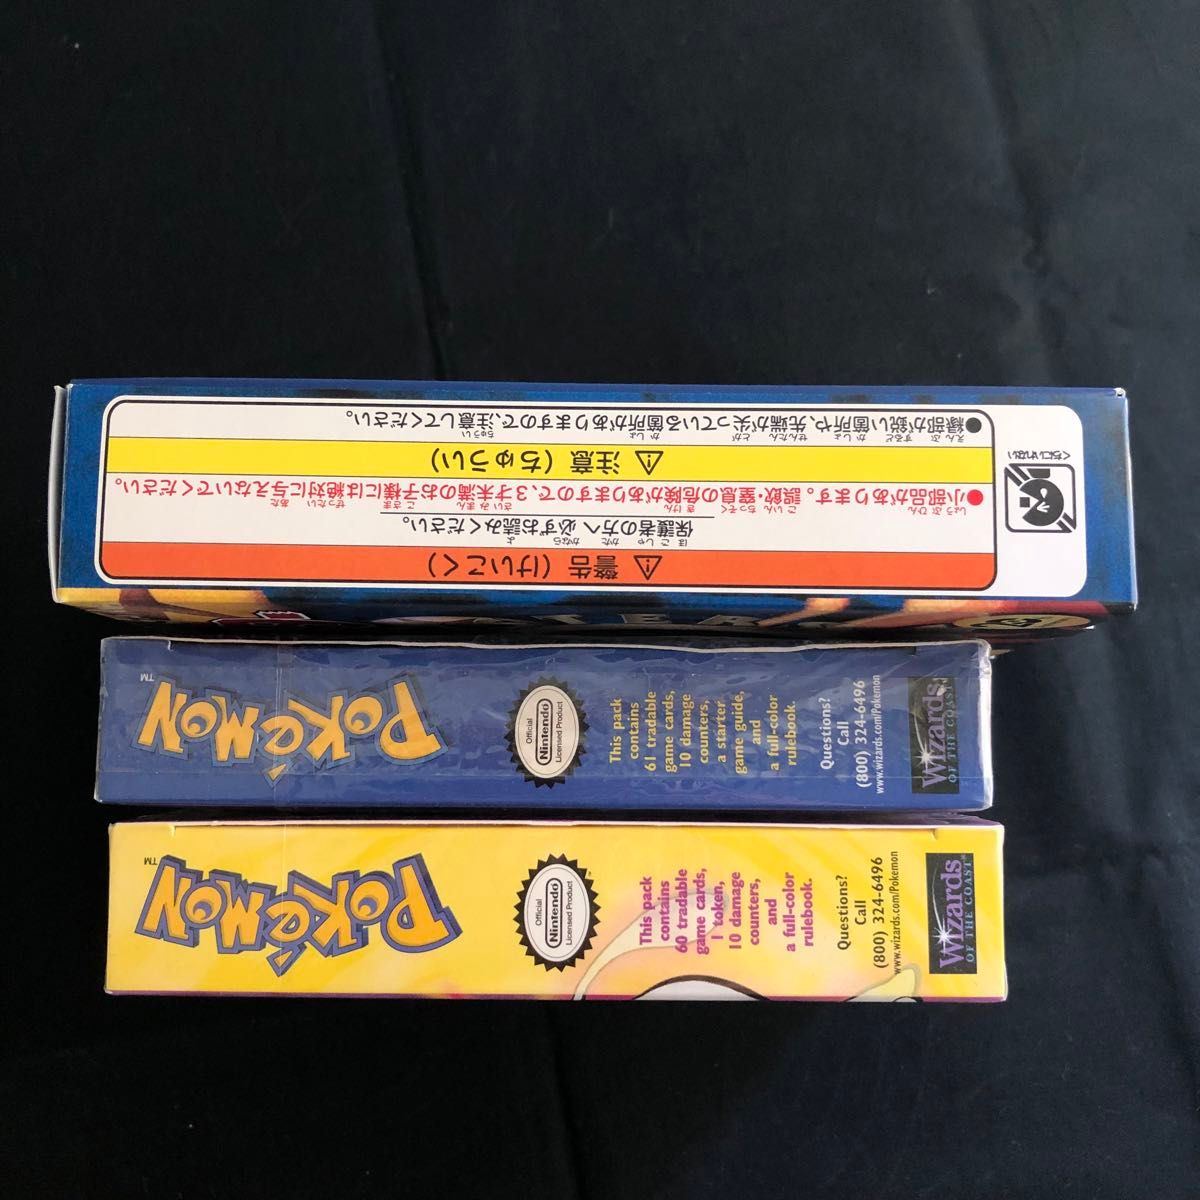 ⚠ 警告 (けいこく)
保護者の方へ 必ずお読みください。
●小部品があります。誤飲・窒息の危険がありますので、3才未満のお子様には絶対に与えないでください。
⚠ 注意 (ちゅうい)
●縁部が鋭い箇所や、先端が尖っている箇所がありますので、注意してください。
くちにいれない
POKéMON
TM
Official
Nintendo
Licensed Product
This pack
contains
61 tradable
game cards,
10 damage
counters,
a starter
game guide,
and
a full-color
rulebook.
Questions?
Call
(800) 324-6496
www.wizards.com/Pokemon
Wizards
OF THE COAST
POKéMON
TM
Official
Nintendo
Licensed Product
This pack
contains
60 tradable
game cards,
1 token,
10 damage
counters,
and
a full-color
rulebook.
Questions?
Call
(800) 324-6496
www.wizards.com/Pokemon
Wizards
OF THE COAST